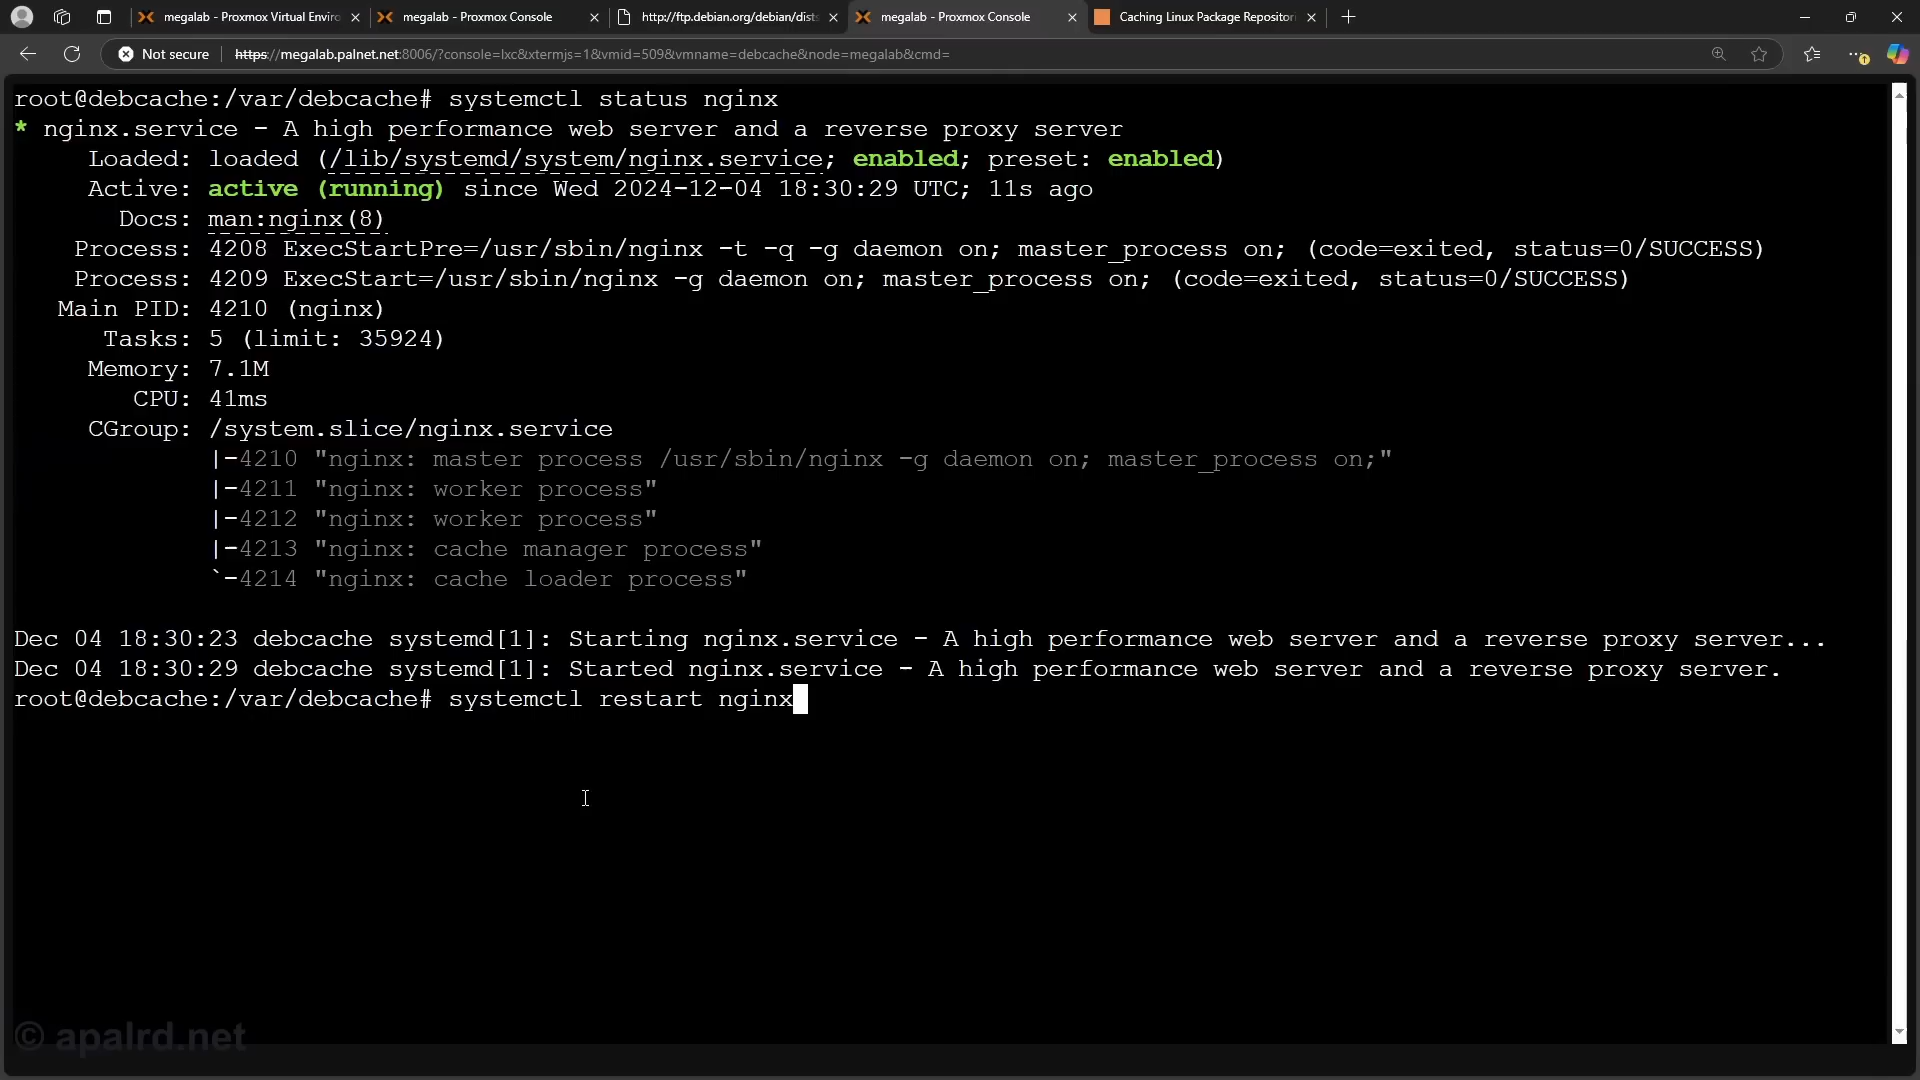 megalab - Proxmox Virtual Enviro
megalab - Proxmox Console
http://ftp.debian.org/debian/dists
megalab - Proxmox Console
Caching Linux Package Repositori
Not secure
https://megalab.palnet.net:8006/?console=lxc&xtermjs=1&vmid=509&vmname=debcache&node=megalab&cmd=
root@debcache:/var/debcache# systemctl status nginx
* nginx.service - A high performance web server and a reverse proxy server
Loaded: loaded (/lib/systemd/system/nginx.service; enabled; preset: enabled)
Active: active (running) since Wed 2024-12-04 18:30:29 UTC; 11s ago
Docs: man:nginx(8)
Process: 4208 ExecStartPre=/usr/sbin/nginx -t -q -g daemon on; master_process on; (code=exited, status=0/SUCCESS)
Process: 4209 ExecStart=/usr/sbin/nginx -g daemon on; master_process on; (code=exited, status=0/SUCCESS)
Main PID: 4210 (nginx)
Tasks: 5 (limit: 35924)
Memory: 7.1M
CPU: 41ms
CGroup: /system.slice/nginx.service
|-4210 "nginx: master process /usr/sbin/nginx -g daemon on; master_process on;"
|-4211 "nginx: worker process"
|-4212 "nginx: worker process"
|-4213 "nginx: cache manager process"
`-4214 "nginx: cache loader process"
Dec 04 18:30:23 debcache systemd[1]: Starting nginx.service - A high performance web server and a reverse proxy server...
Dec 04 18:30:29 debcache systemd[1]: Started nginx.service - A high performance web server and a reverse proxy server.
root@debcache:/var/debcache# systemctl restart nginx
© apalrd.net